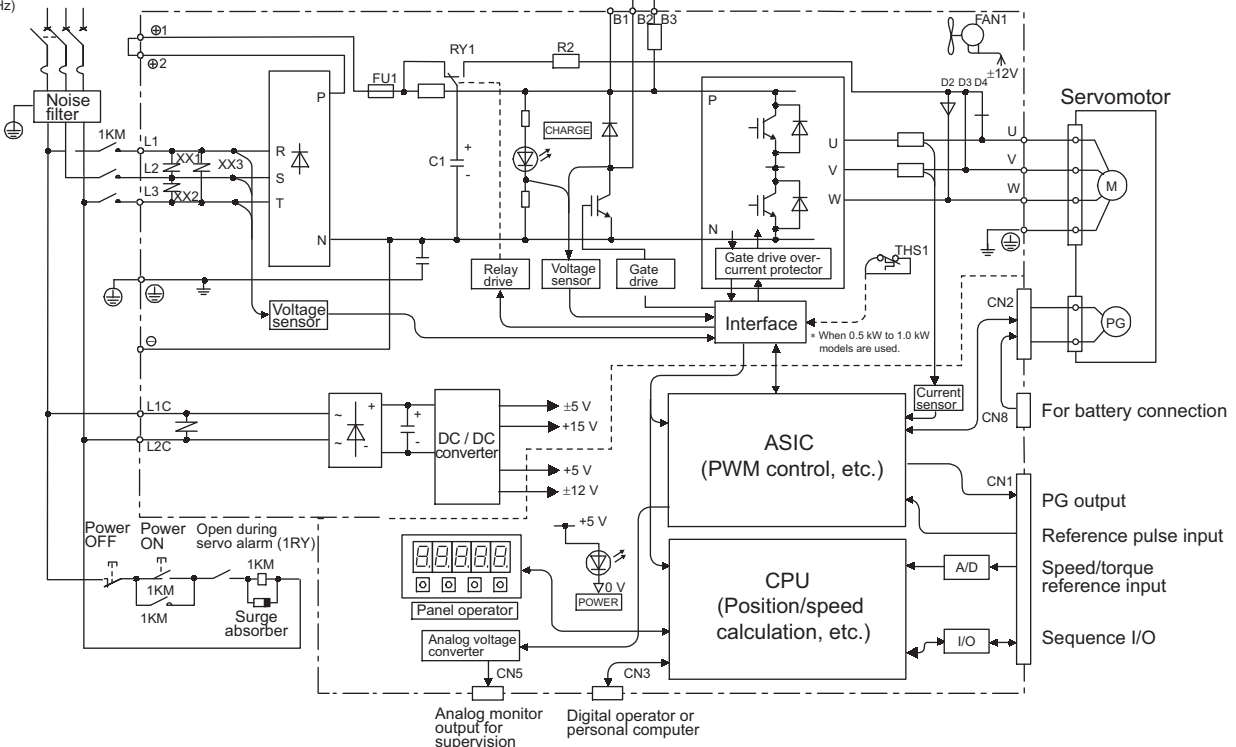 Hz)
B1 B2 B3
FAN1
⊕1
⊕2
RY1
R2
±12V
FU1
D2 D3 D4
Noise
filter
P
P
Servomotor
CHARGE
1KM
L1
R
XX1
XX3
C1
+
-
U
U
L2
S
V
V
M
L3
XX2
T
W
W
N
N
THS1
Relay
drive
Voltage
sensor
Gate
drive
Gate drive over-
current protector
CN2
Voltage
sensor
Interface
PG
* When 0.5 kW to 1.0 kW
models are used.
⊖
Current
sensor
CN8
For battery connection
L1C
~
+
+
±5 V
~
-
-
+15 V
L2C
DC / DC
converter
+5 V
±12 V
ASIC
(PWM control, etc.)
CN1
PG output
Reference pulse input
Power
OFF
Power
ON
Open during
servo alarm (1RY)
+5 V
8.8.8.8.8.
1KM
1KM
1KM
Surge
absorber
0 V
POWER
Panel operator
A/D
Speed/torque
reference input
CPU
(Position/speed
calculation, etc.)
Analog voltage
converter
I/O
Sequence I/O
CN5
CN3
Analog monitor
output for
supervision
Digital operator or
personal computer